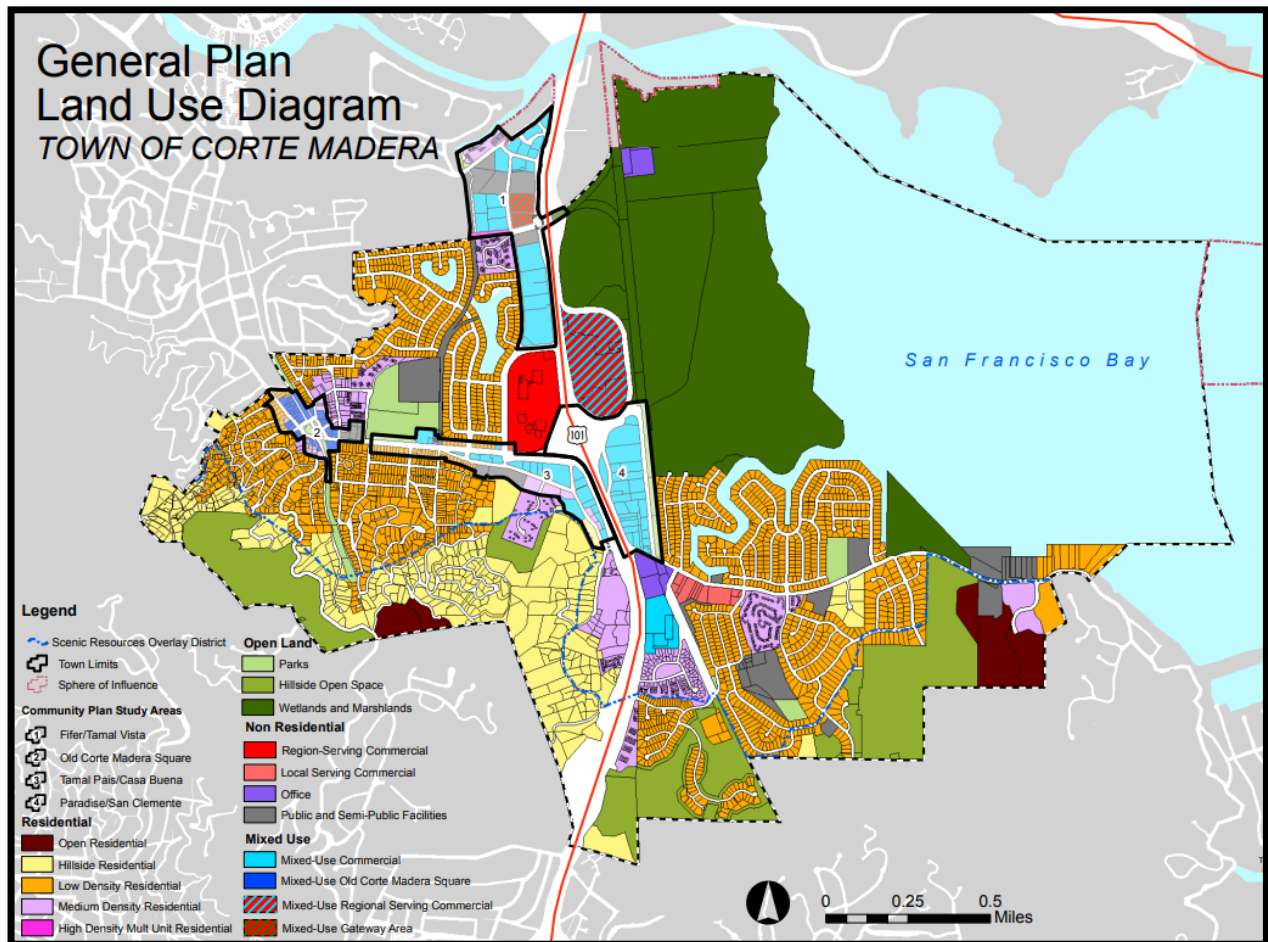 General Plan
Land Use Diagram
TOWN OF CORTE MADERA
1
San Francisco Bay
101
2
3
4
Legend
Scenic Resources Overlay District
Town Limits
Sphere of Influence
Community Plan Study Areas
1 Fifer/Tamal Vista
2 Old Corte Madera Square
3 Tamal Pais/Casa Buena
4 Paradise/San Clemente
Residential
Open Residential
Hillside Residential
Low Density Residential
Medium Density Residential
High Density Mult Unit Residential
Open Land
Parks
Hillside Open Space
Wetlands and Marshlands
Non Residential
Region-Serving Commercial
Local Serving Commercial
Office
Public and Semi-Public Facilities
Mixed Use
Mixed-Use Commercial
Mixed-Use Old Corte Madera Square
Mixed-Use Regional Serving Commercial
Mixed-Use Gateway Area
0 0.25 0.5
Miles